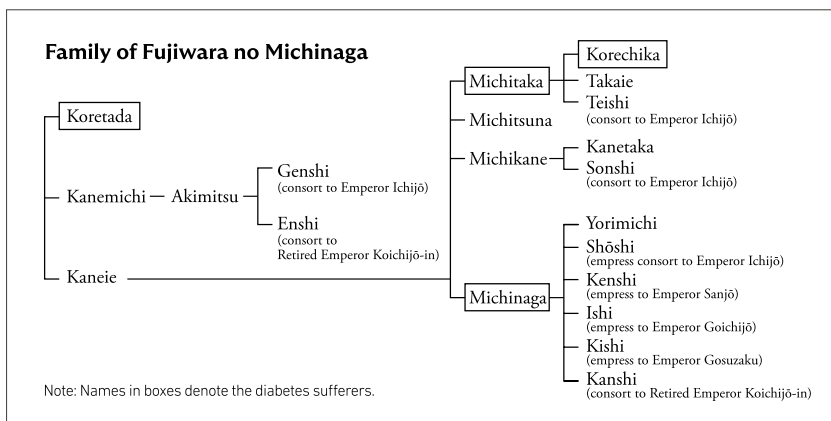 Family of Fujiwara no Michinaga
Koretada
Kanemichi
Akimitsu
Genshi
(consort to Emperor Ichijō)
Enshi
(consort to
Retired Emperor Koichijō-in)
Kaneie
Michitaka
Korechika
Takaie
Teishi
(consort to Emperor Ichijō)
Michitsuna
Michikane
Kanetaka
Sonshi
(consort to Emperor Ichijō)
Michinaga
Yorimichi
Shōshi
(empress consort to Emperor Ichijō)
Kenshi
(empress to Emperor Sanjō)
Ishi
(empress to Emperor Goichijō)
Kishi
(empress to Emperor Gosuzaku)
Kanshi
(consort to Retired Emperor Koichijō-in)
Note: Names in boxes denote the diabetes sufferers.